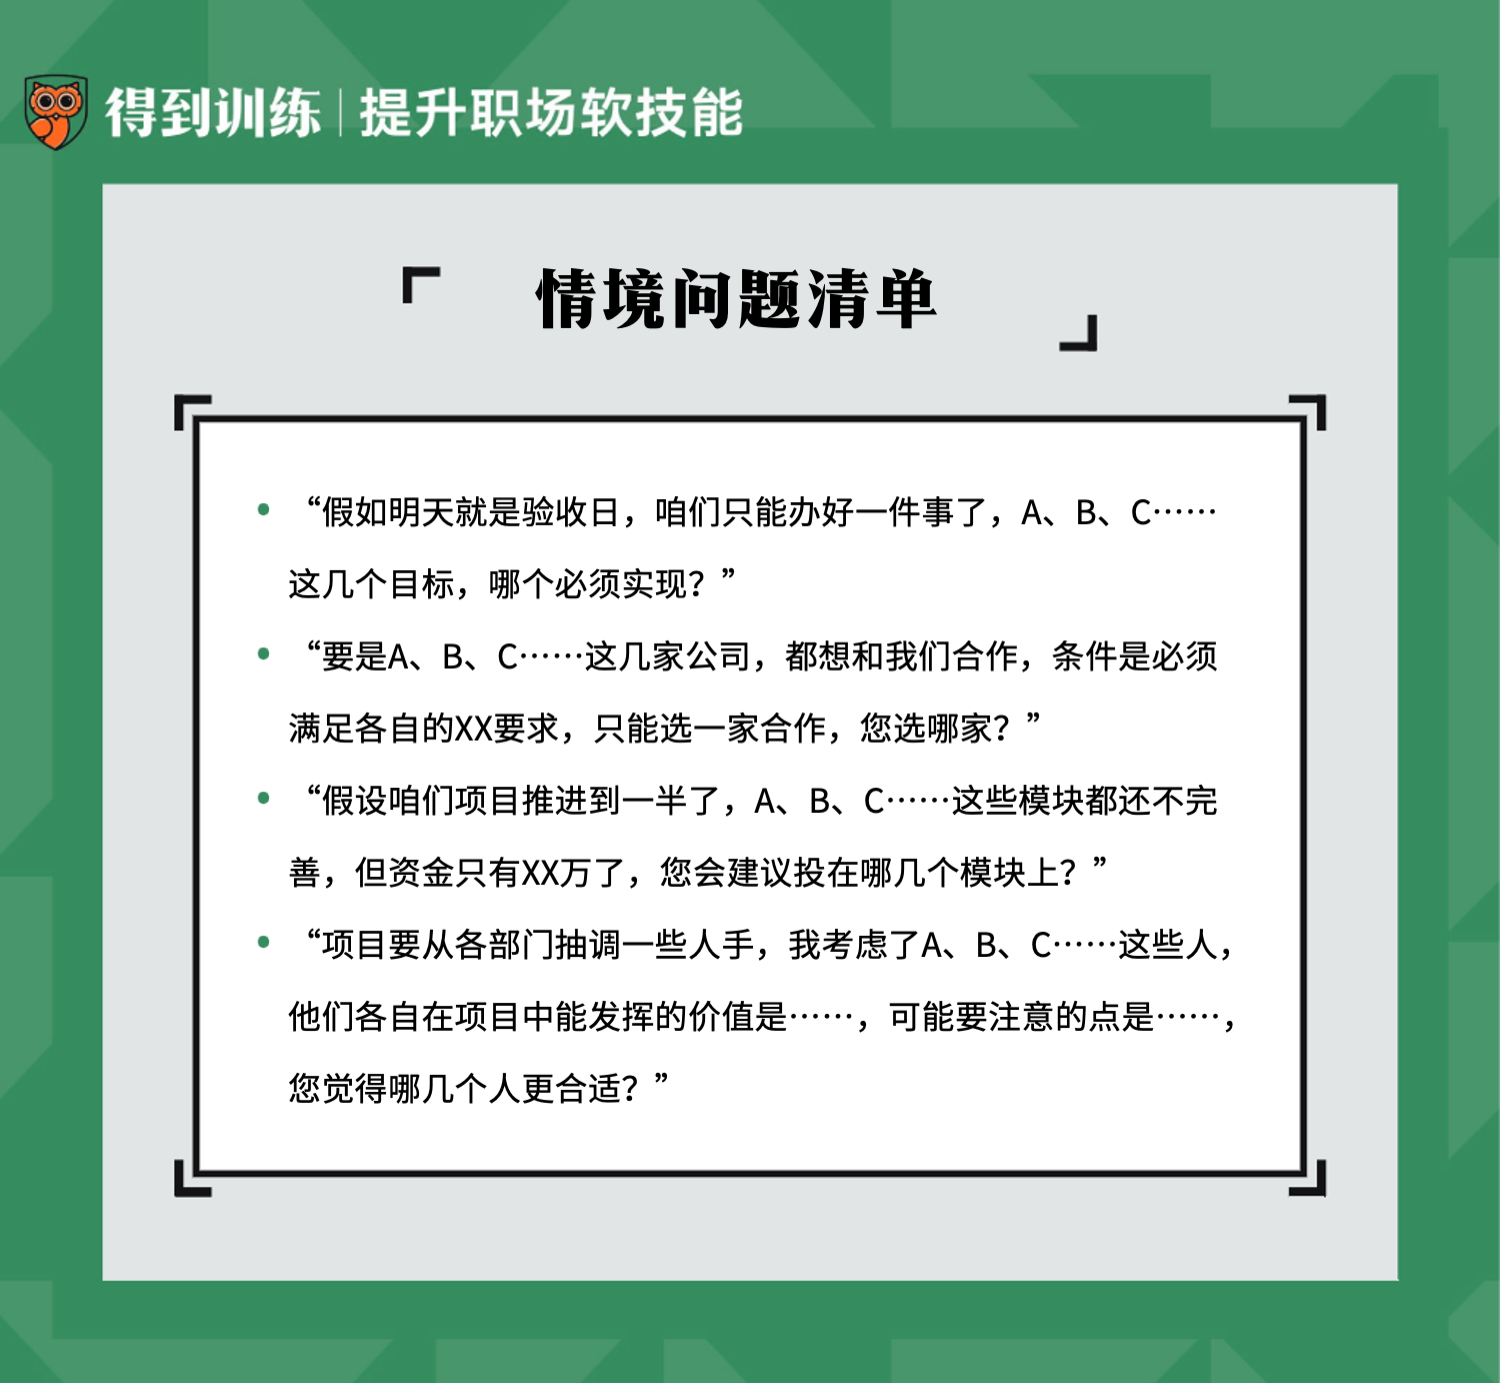 得到训练 | 提升职场软技能
情境问题清单
• “假如明天就是验收日，咱们只能办好一件事了，A、B、C……
这几个目标，哪个必须实现？”
• “要是A、B、C……这几家公司，都想和我们合作，条件是必须
满足各自的XX要求，只能选一家合作，您选哪家？”
• “假设咱们项目推进到一半了，A、B、C……这些模块都还不完
善，但资金只有XX万了，您会建议投在哪几个模块上？”
• “项目要从各部门抽调一些人手，我考虑了A、B、C……这些人，
他们各自在项目中能发挥的价值是……，可能要注意的点是……，
您觉得哪几个人更合适？”